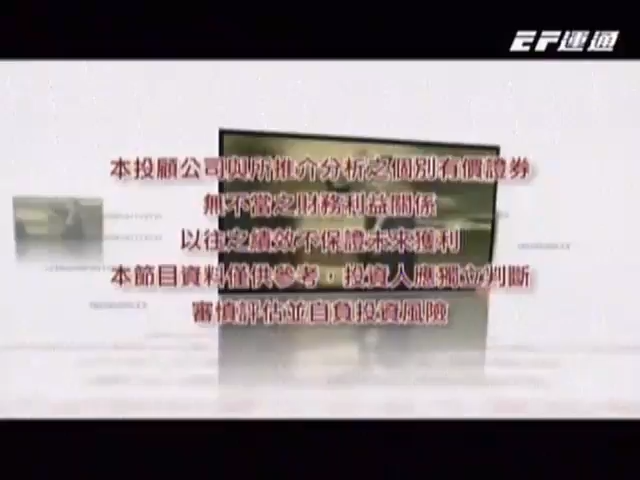 EF運通
本投顧公司與所推介分析之個別有價證券
無不當之財務利益關係
以往之績效不保證未來獲利
本節目資料僅供參考，投資人應獨立判斷
審慎評估並自負投資風險